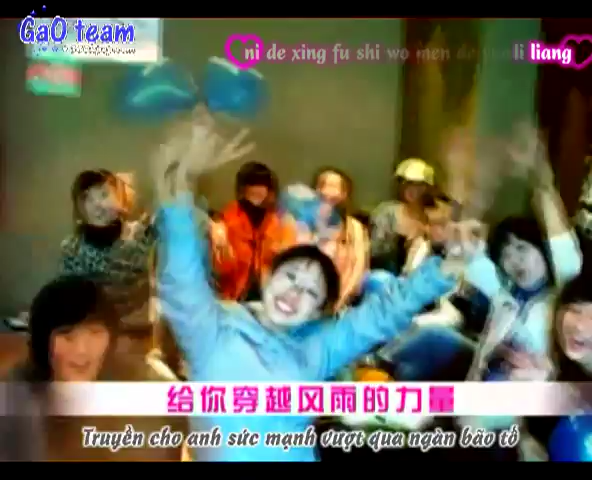 GaO team
ni de xing fu shi wo men de li liang
给你穿越风雨的力量
Truyền cho anh sức mạnh vượt qua ngàn bão tố